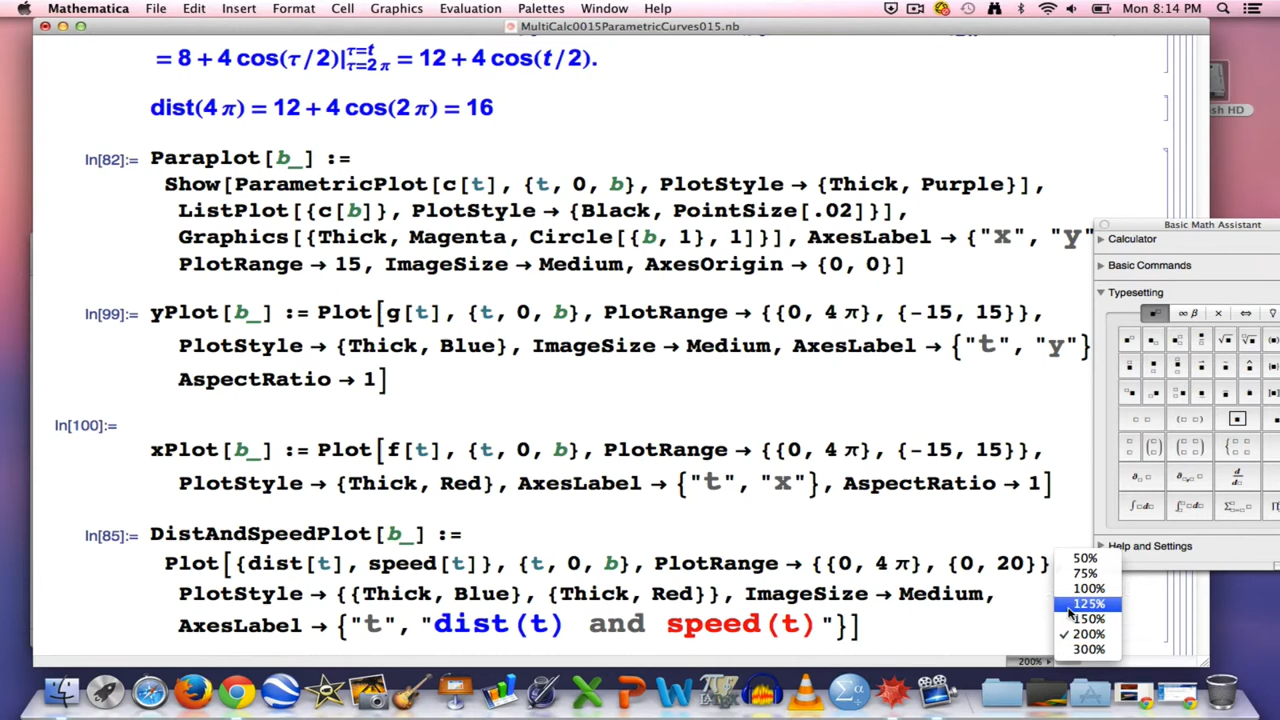 Mathematica File Edit Insert Format Cell Graphics Evaluation Palettes Window Help Mon 8:14 PM
MultiCalc0015ParametricCurves015.nb
= 8 + 4 cos(τ/2)|τ=2 π τ=t = 12 + 4 cos(t/2).
dist(4 π) = 12 + 4 cos(2 π) = 16
In[82]:= Paraplot[b_] :=
Show[ParametricPlot[c[t], {t, 0, b}, PlotStyle → {Thick, Purple}],
ListPlot[{c[b]}, PlotStyle → {Black, PointSize[.02]}],
Graphics[{Thick, Magenta, Circle[{b, 1}, 1]}], AxesLabel → {"x", "y"
PlotRange → 15, ImageSize → Medium, AxesOrigin → {0, 0}]
In[99]:= yPlot[b_] := Plot[g[t], {t, 0, b}, PlotRange → {{0, 4 π}, {-15, 15}},
PlotStyle → {Thick, Blue}, ImageSize → Medium, AxesLabel → {"t", "y"}
AspectRatio → 1]
In[100]:=
xPlot[b_] := Plot[f[t], {t, 0, b}, PlotRange → {{0, 4 π}, {-15, 15}},
PlotStyle → {Thick, Red}, AxesLabel → {"t", "x"}, AspectRatio → 1]
In[85]:= DistAndSpeedPlot[b_] :=
Plot[{dist[t], speed[t]}, {t, 0, b}, PlotRange → {{0, 4 π}, {0, 20}}
PlotStyle → {{Thick, Blue}, {Thick, Red}}, ImageSize → Medium,
AxesLabel → {"t", "dist(t) and speed(t)"}]
200%
50%
75%
100%
125%
150%
✓ 200%
300%
Basic Math Assistant
Calculator
Basic Commands
Typesetting
Help and Settings
sh HD